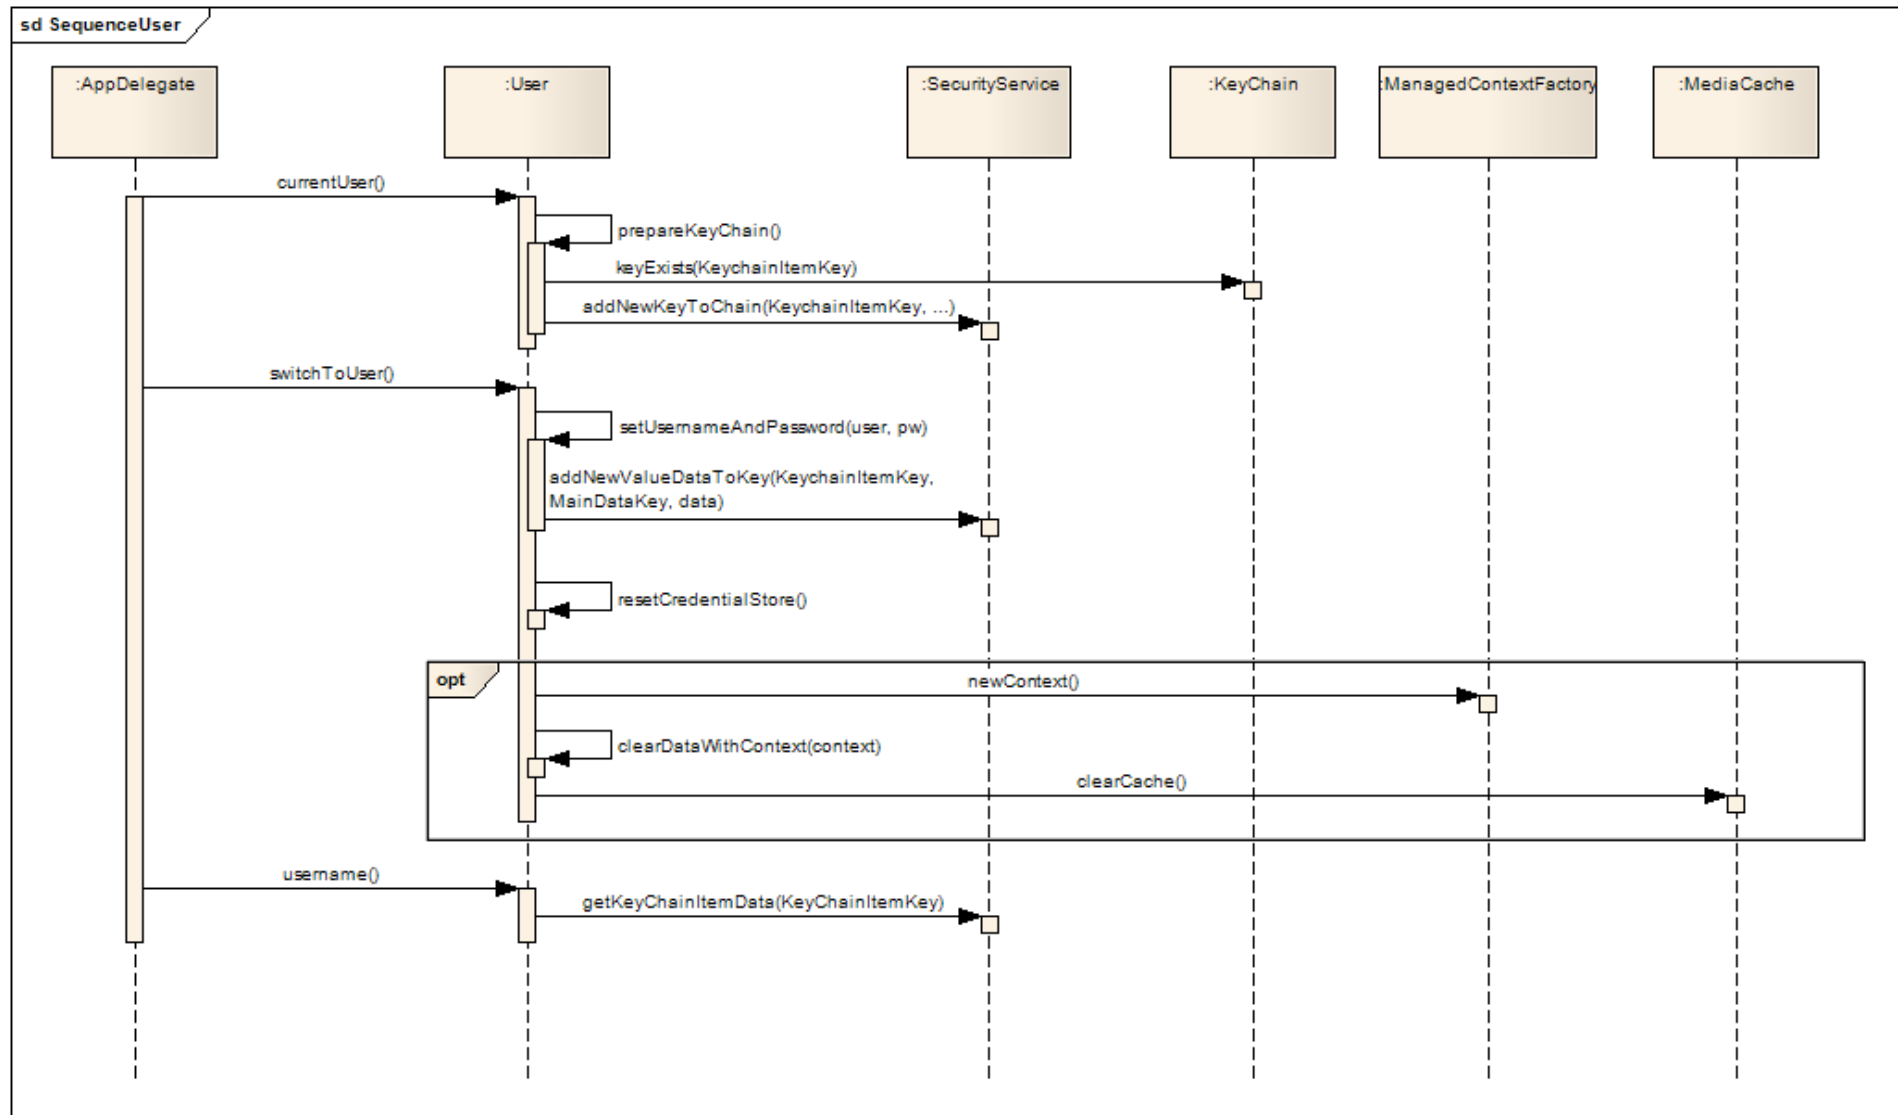 sd SequenceUser
:AppDelegate
:User
:SecurityService
:KeyChain
:ManagedContextFactory
:MediaCache
currentUser()
prepareKeyChain()
keyExists(KeychainItemKey)
addNewKeyToChain(KeychainItemKey, ...)
switchToUser()
setUsernameAndPassword(user, pw)
addNewValueDataToKey(KeychainItemKey,
MainDataKey, data)
resetCredentialStore()
opt
newContext()
clearDataWithContext(context)
clearCache()
username()
getKeyChainItemData(KeyChainItemKey)